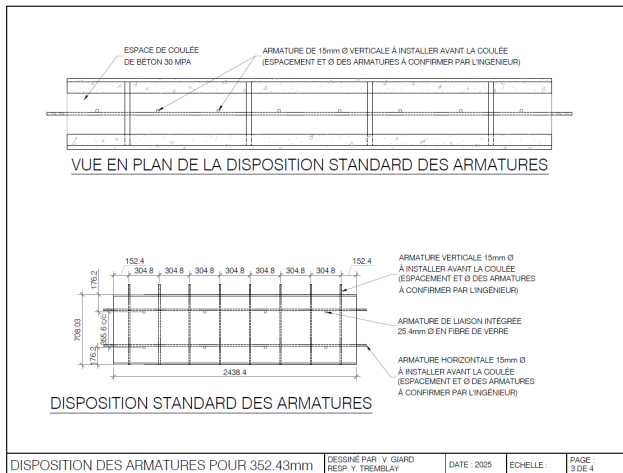 ESPACE DE COULÉE
DE BÉTON 30 MPA
ARMATURE DE 15mm Ø VERTICALE À INSTALLER AVANT LA COULÉE
(ESPACEMENT ET Ø DES ARMATURES À CONFIRMER PAR L'INGÉNIEUR)
VUE EN PLAN DE LA DISPOSITION STANDARD DES ARMATURES
152.4
304.8 304.8 304.8 304.8 304.8 304.8 304.8
152.4
176.2
708.03
355.6 c/c
176.2
2438.4
ARMATURE VERTICALE 15mm Ø
À INSTALLER AVANT LA COULÉE
(ESPACEMENT ET Ø DES ARMATURES
À CONFIRMER PAR L'INGÉNIEUR)
ARMATURE DE LIAISON INTÉGRÉE
25.4mm Ø EN FIBRE DE VERRE
ARMATURE HORIZONTALE 15mm Ø
À INSTALLER AVANT LA COULÉE
(ESPACEMENT ET Ø DES ARMATURES
À CONFIRMER PAR L'INGÉNIEUR)
DISPOSITION STANDARD DES ARMATURES
DISPOSITION DES ARMATURES POUR 352.43mm
DESSINÉ PAR : V. GIARD
RESP. Y. TREMBLAY
DATE : 2025
ÉCHELLE :
PAGE :
3 DE 4